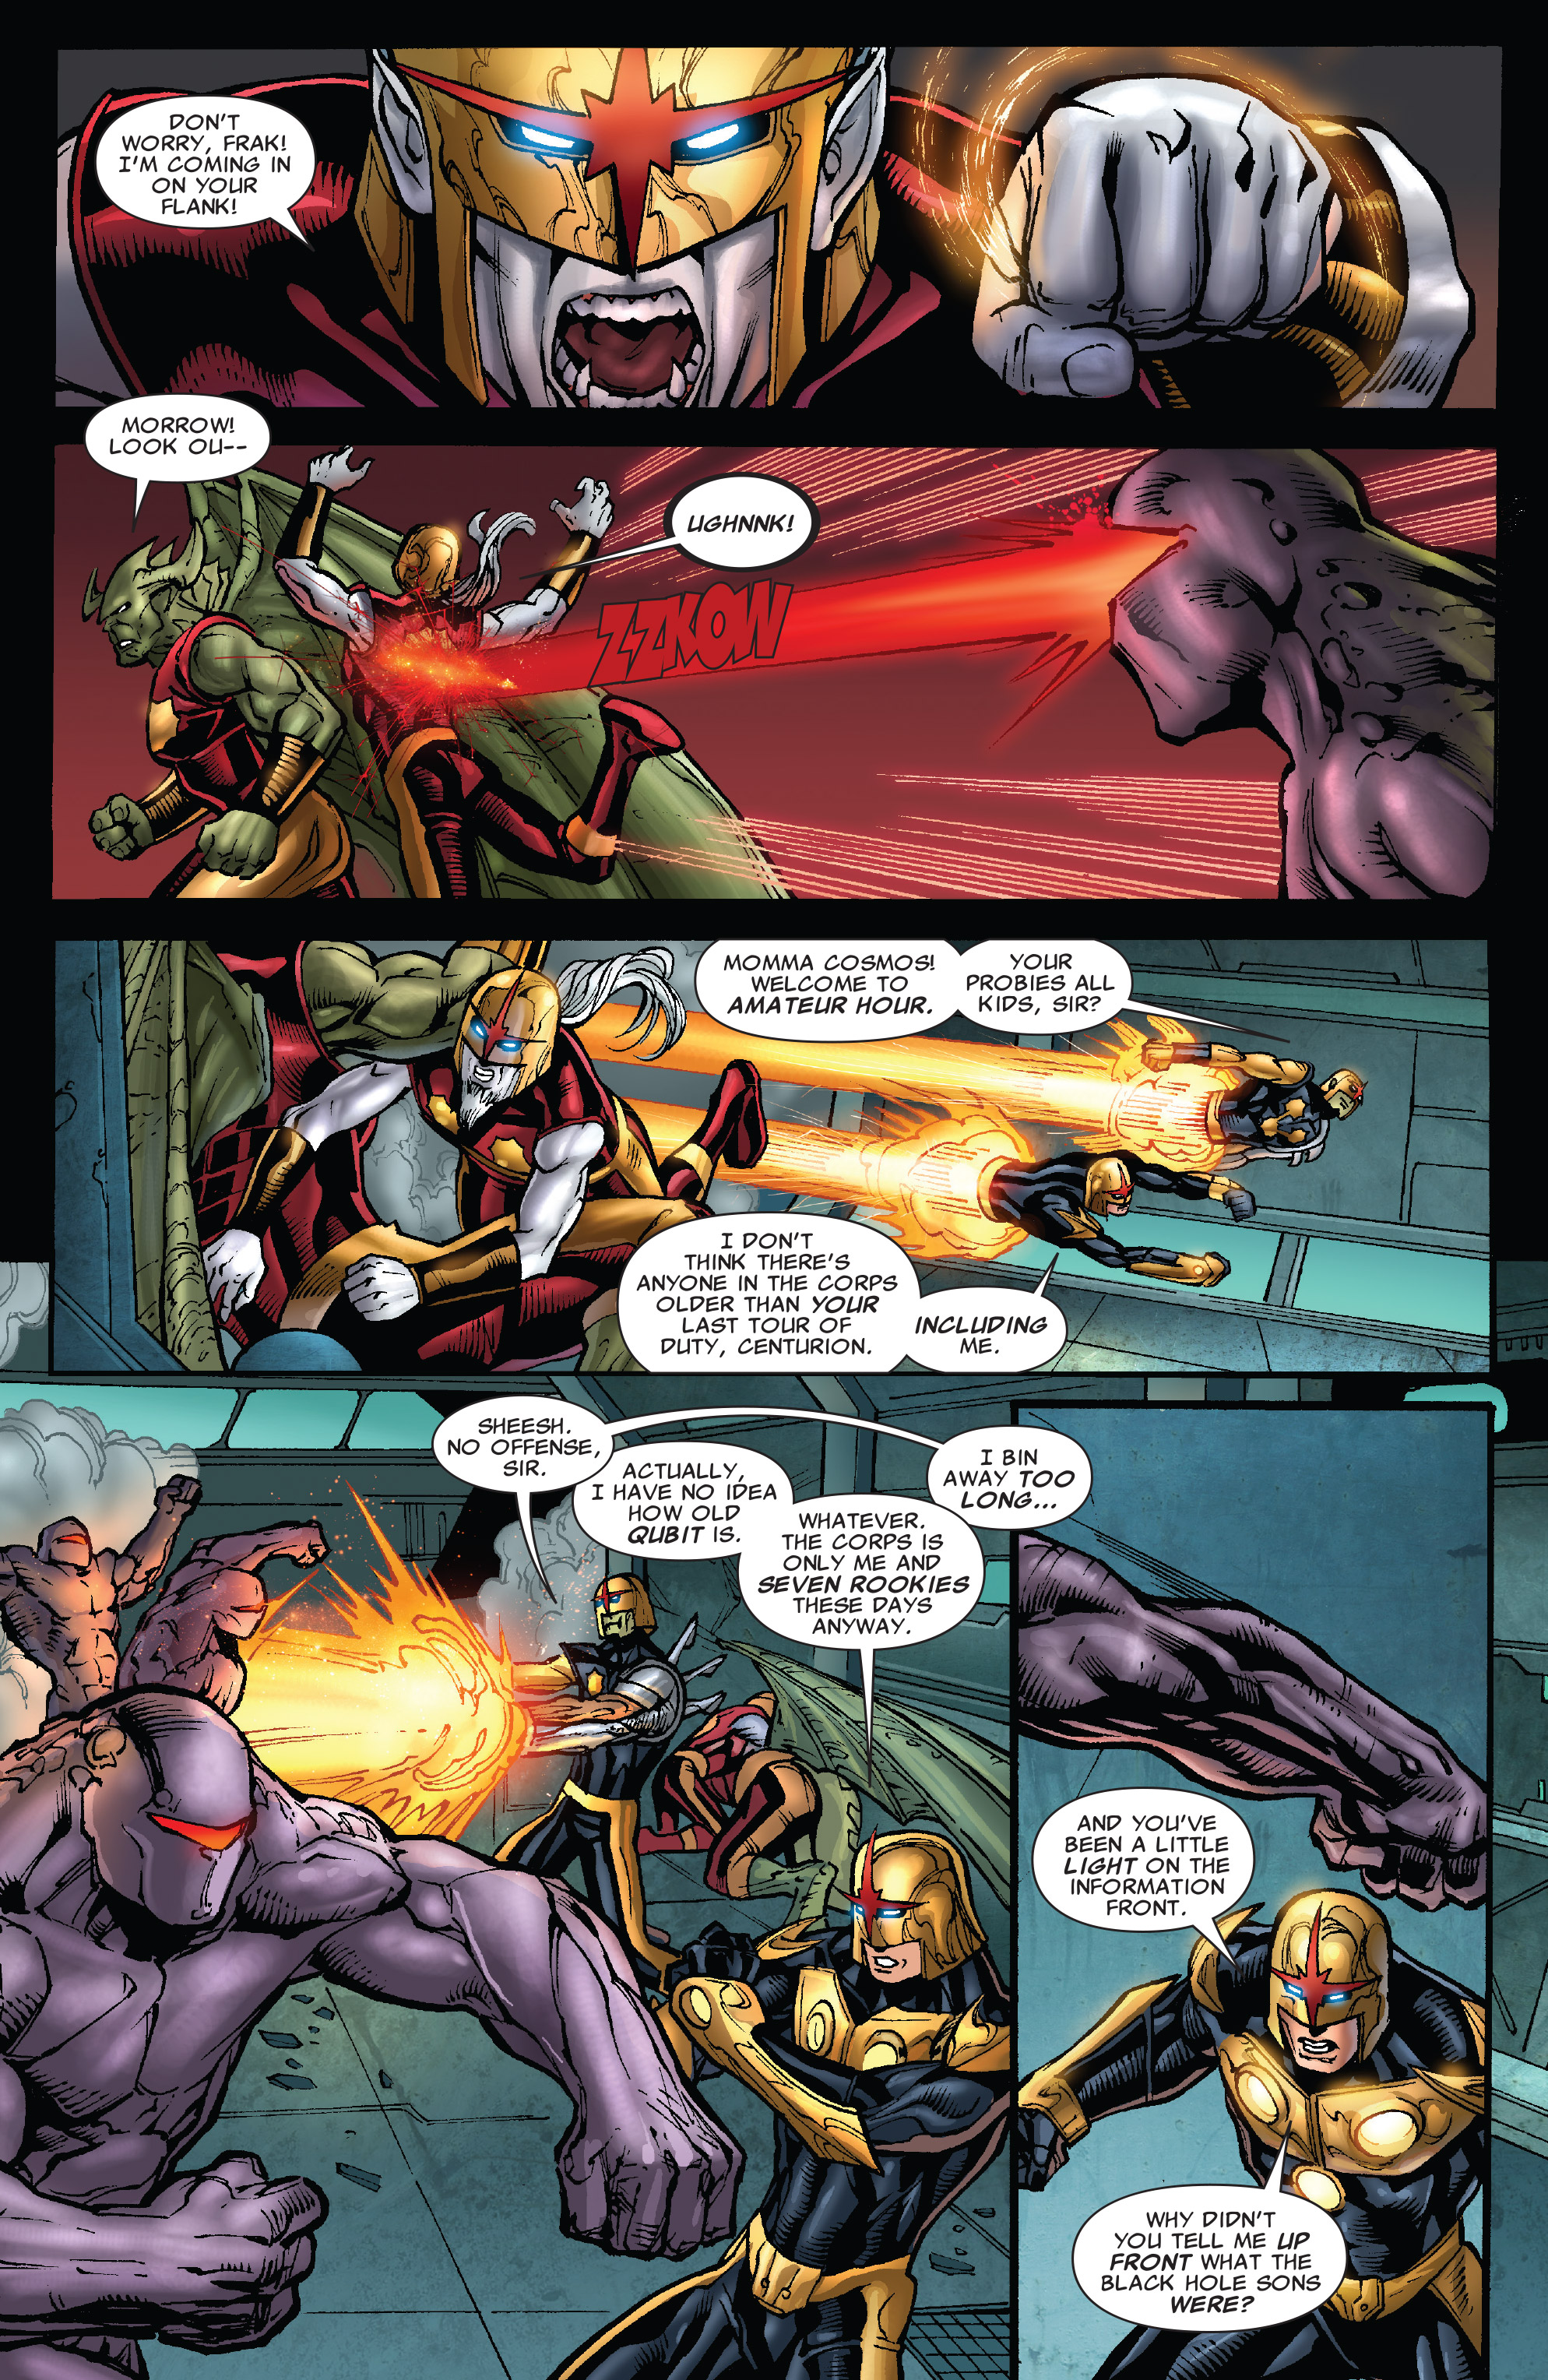 DON'T
WORRY, FRAK!
I'M COMING IN
ON YOUR
FLANK!
MORROW!
LOOK OU--
UGHNNK!
ZZKOW
MOMMA COSMOS!
WELCOME TO
AMATEUR HOUR.
YOUR
PROBIES ALL
KIDS, SIR?
I DON'T
THINK THERE'S
ANYONE IN THE CORPS
OLDER THAN YOUR
LAST TOUR OF
DUTY, CENTURION.
INCLUDING
ME.
SHEESH.
NO OFFENSE,
SIR.
ACTUALLY,
I HAVE NO IDEA
HOW OLD
QUBIT IS.
WHATEVER.
THE CORPS IS
ONLY ME AND
SEVEN ROOKIES
THESE DAYS
ANYWAY.
I BIN
AWAY TOO
LONG...
AND YOU'VE
BEEN A LITTLE
LIGHT ON THE
INFORMATION
FRONT.
WHY DIDN'T
YOU TELL ME UP
FRONT WHAT THE
BLACK HOLE SONS
WERE?